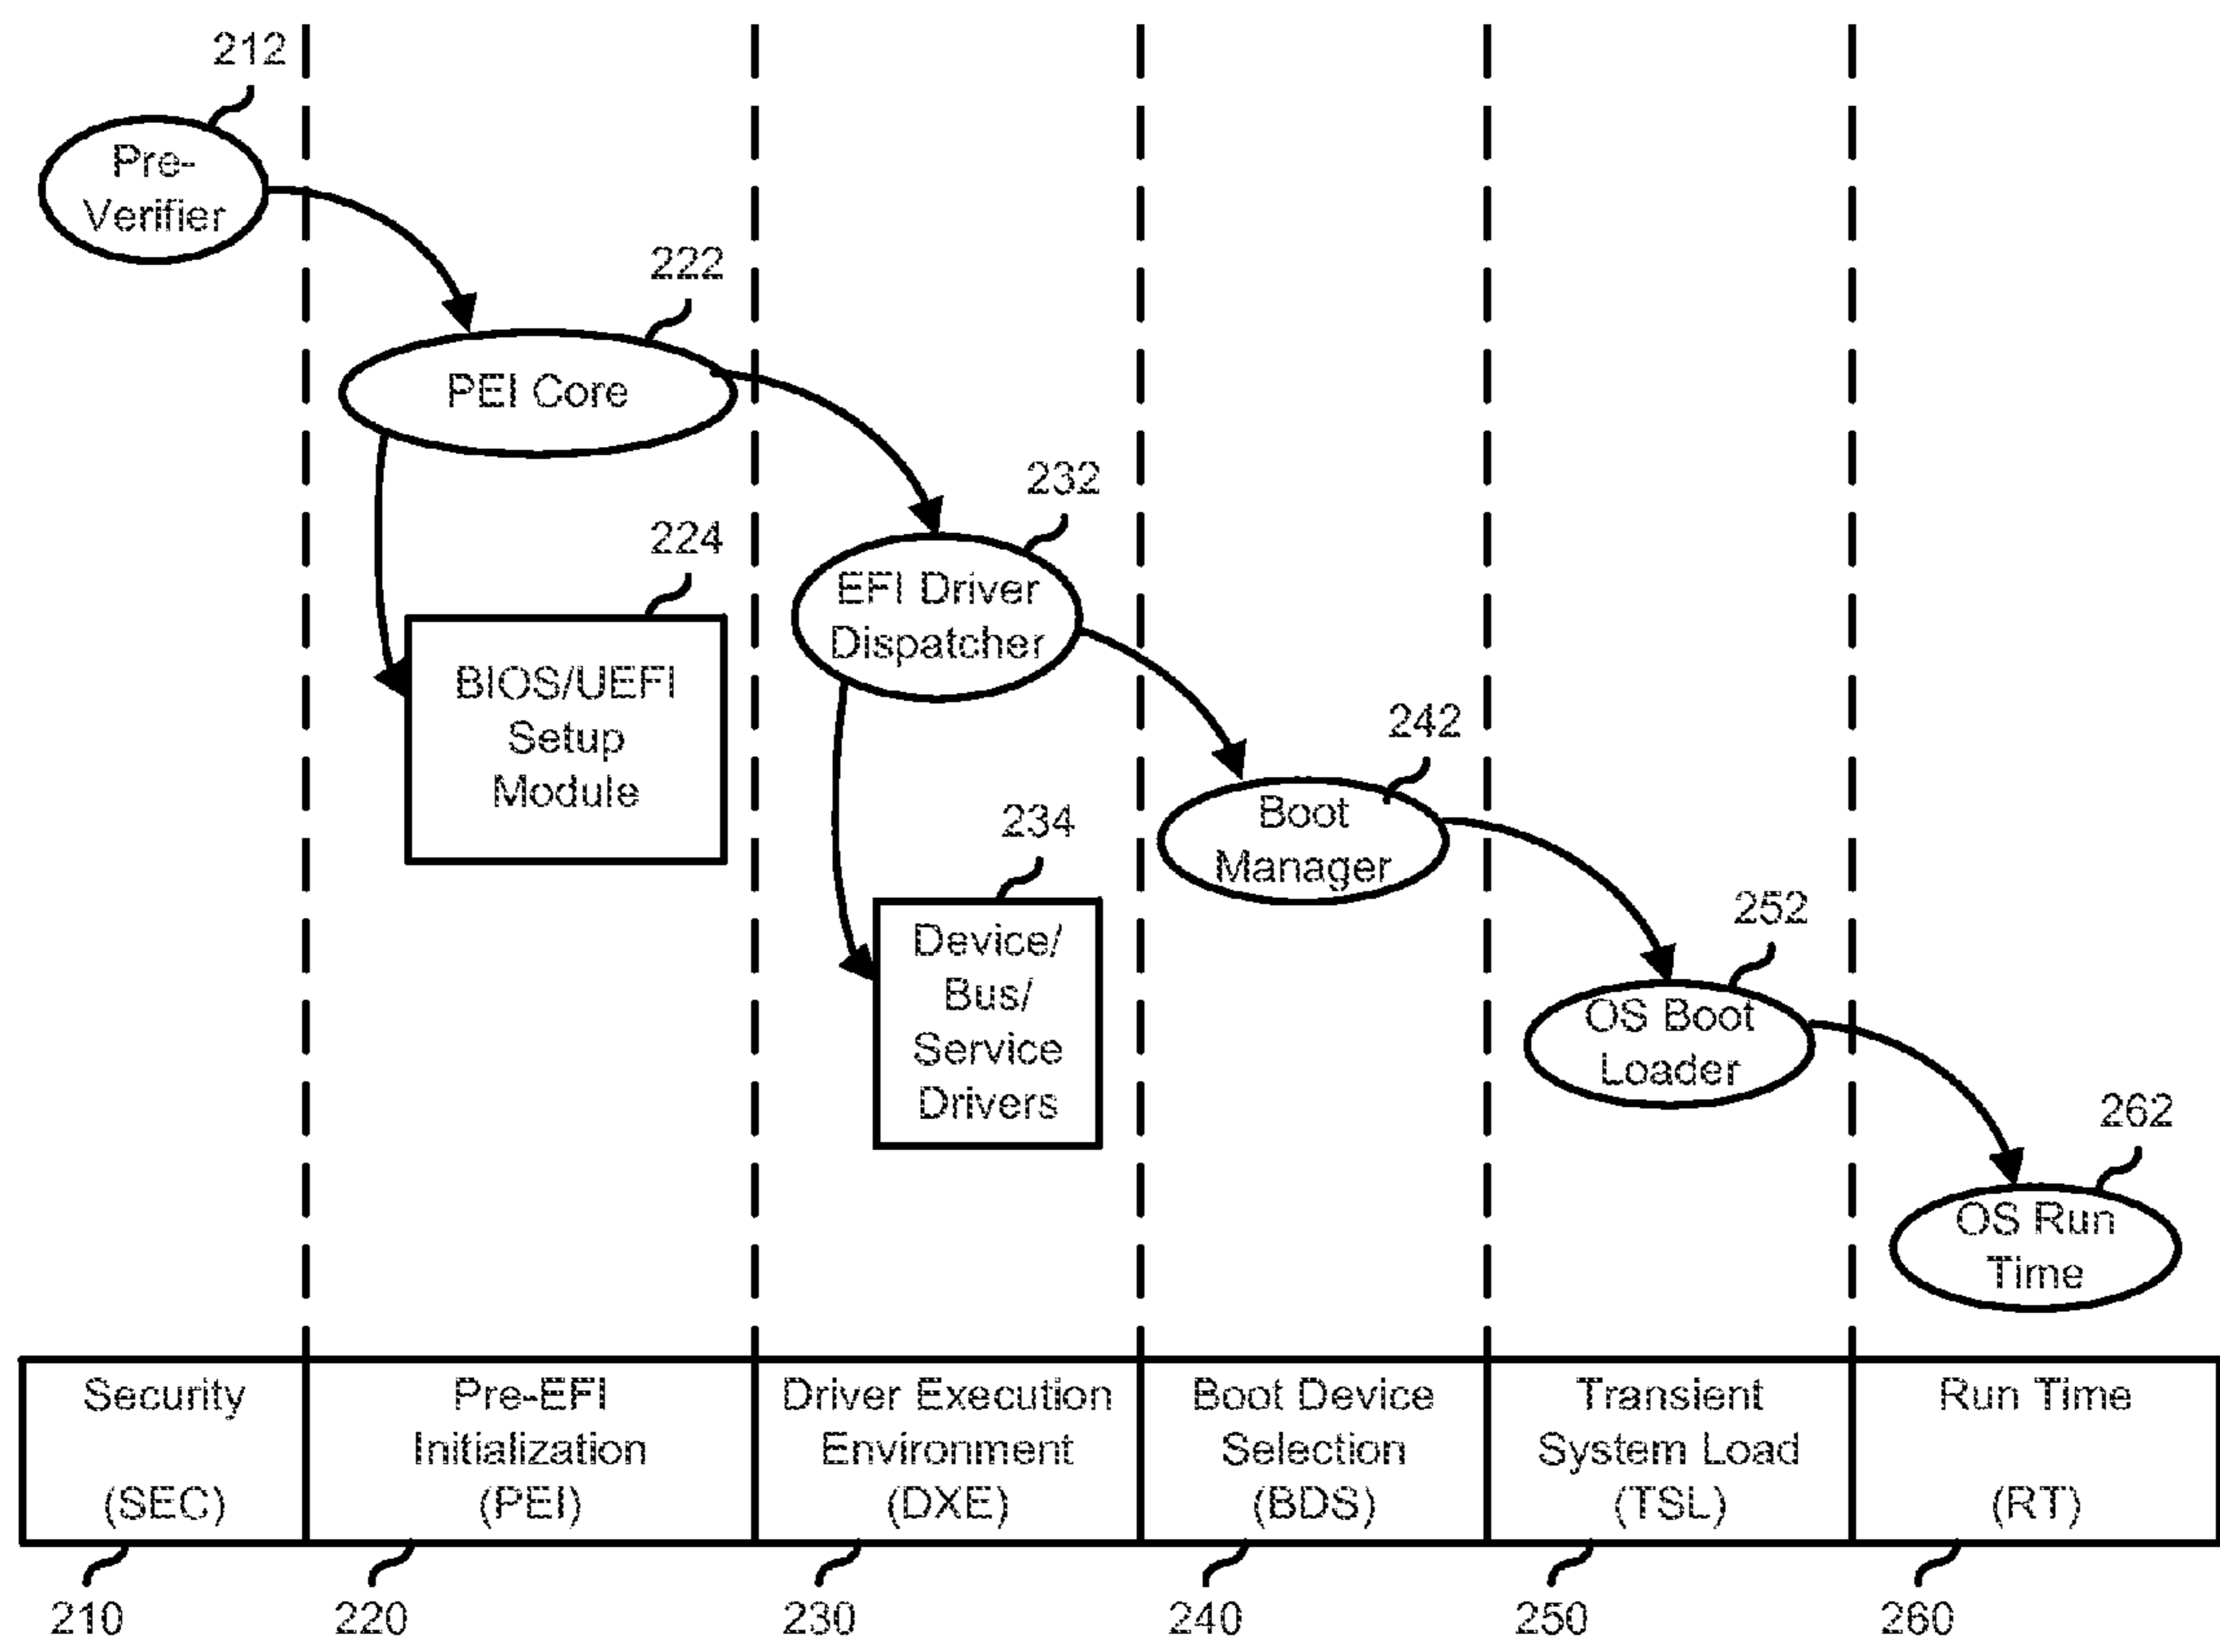 212
Pre-
Verifier
222
PEI Core
224
BIOS/UEFI
Setup
Module
232
EFI Driver
Dispatcher
234
Device/
Bus/
Service
Drivers
242
Boot
Manager
252
OS Boot
Loader
262
OS Run
Time
Security
(SEC)
Pre-EFI
Initialization
(PEI)
Driver Execution
Environment
(DXE)
Boot Device
Selection
(BDS)
Transient
System Load
(TSL)
Run Time
(RT)
210
220
230
240
250
260